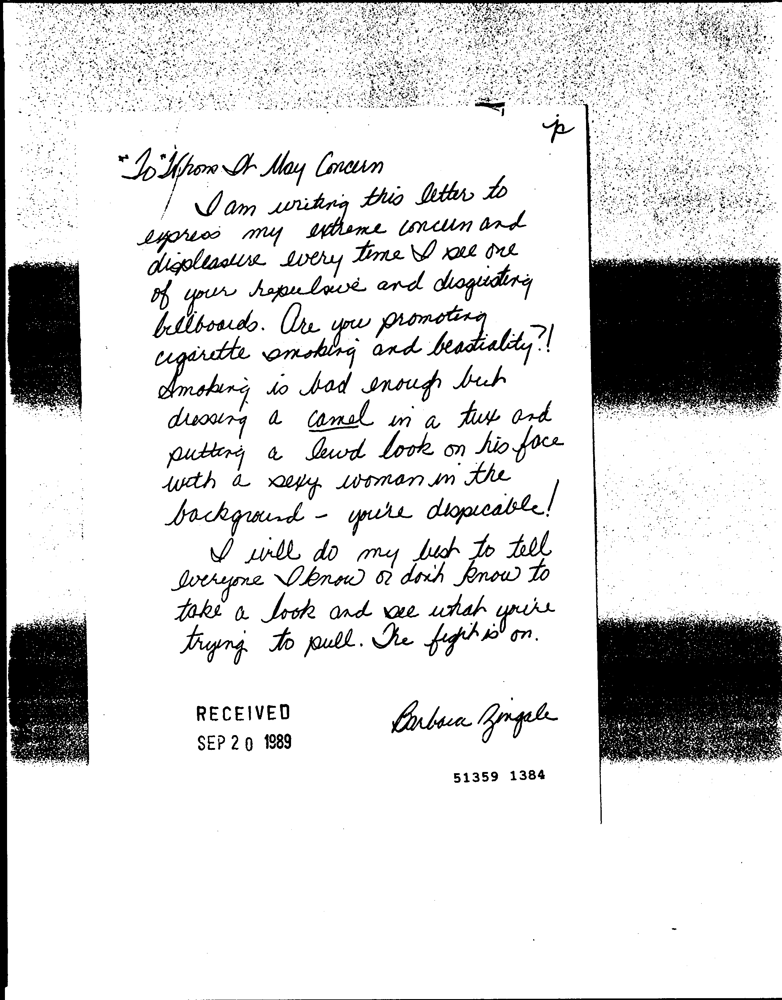 p
"To" Whom It May Concern
I am writing this letter to
express my extreme concern and
displeasure every time I see one
of your repulsive and disgusting
billboards. Are you promoting
cigarette smoking and beastiality?!
Smoking is bad enough but
dressing a camel in a tux and
putting a lewd look on his face
with a sexy woman in the
background - you're dispicable!
I will do my best to tell
everyone I know or don't know to
take a look and see what you're
trying to pull. The fight is on.
Barbara Zingale
RECEIVED
SEP 20 1989
51359 1384